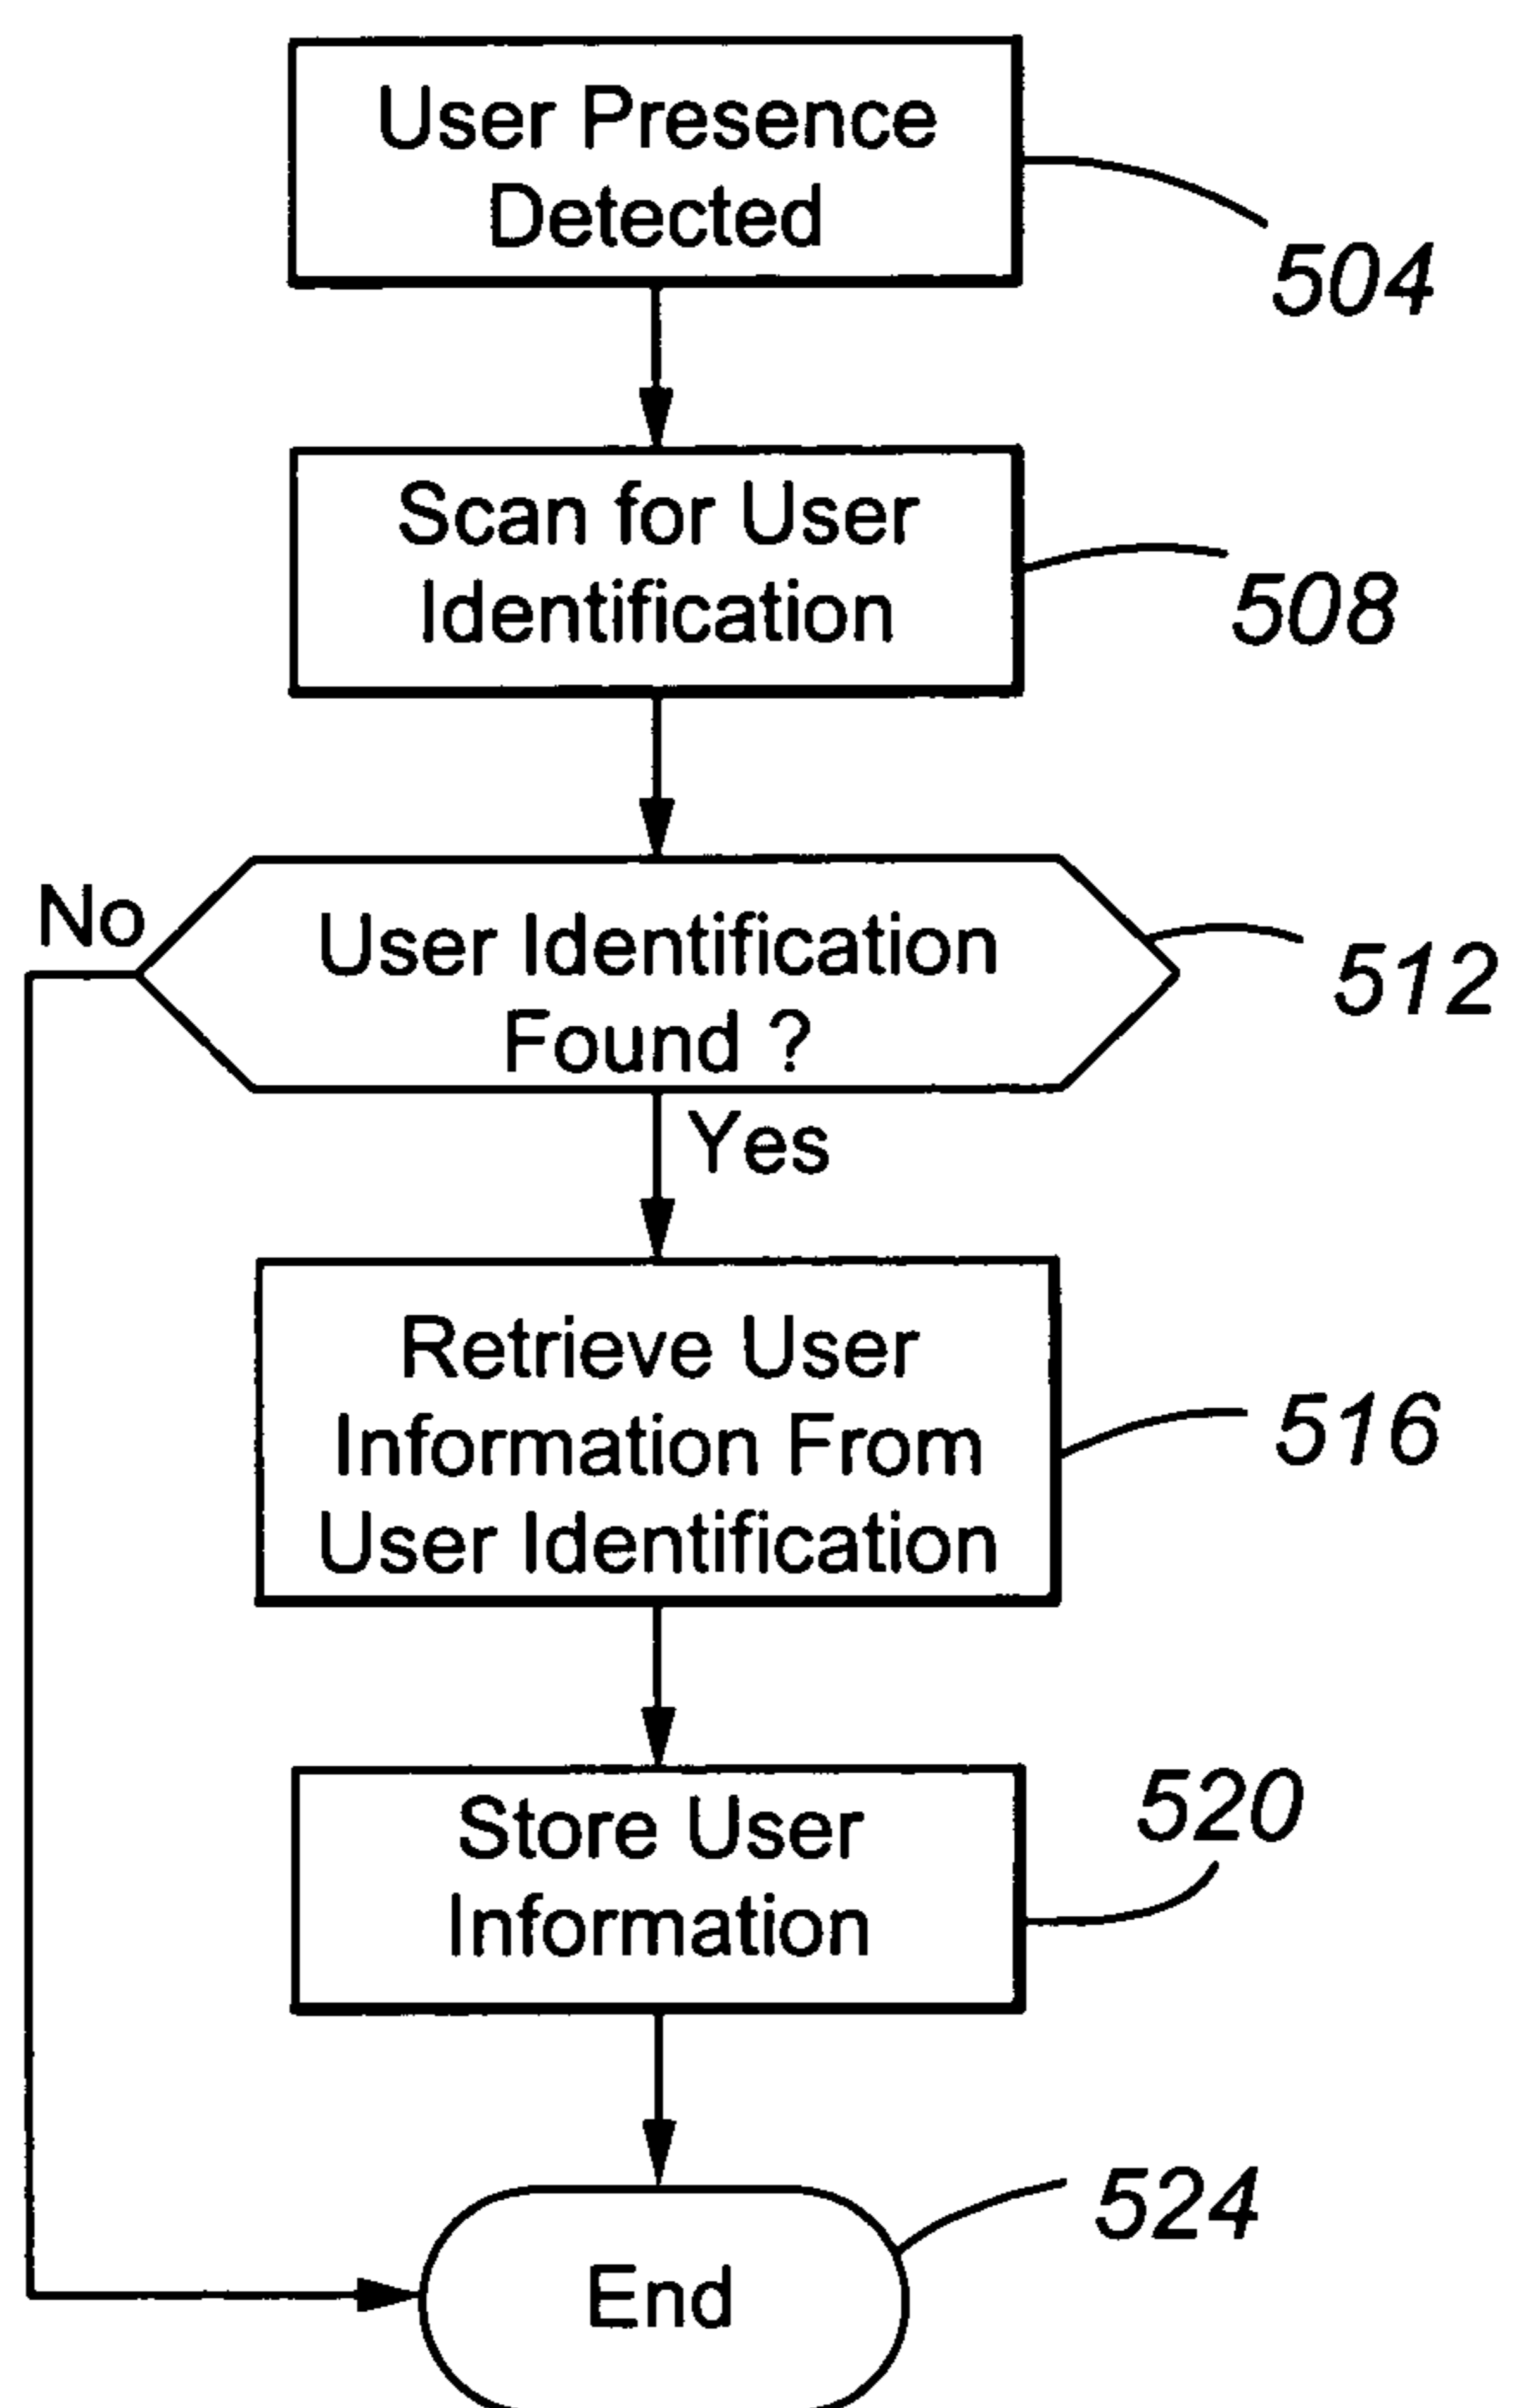 User Presence
Detected
504
Scan for User
Identification
508
No
User Identification
Found ?
512
Yes
Retrieve User
Information From
User Identification
516
Store User
Information
520
End
524